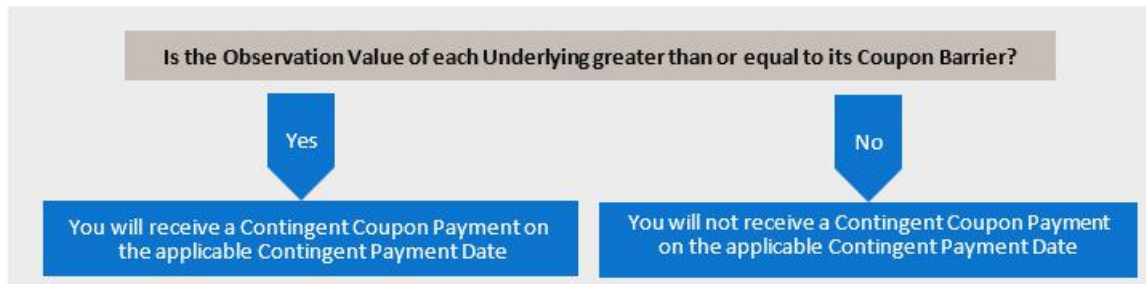 Is the Observation Value of each Underlying greater than or equal to its Coupon Barrier?
Yes
No
You will receive a Contingent Coupon Payment on
the applicable Contingent Payment Date
You will not receive a Contingent Coupon Payment
on the applicable Contingent Payment Date